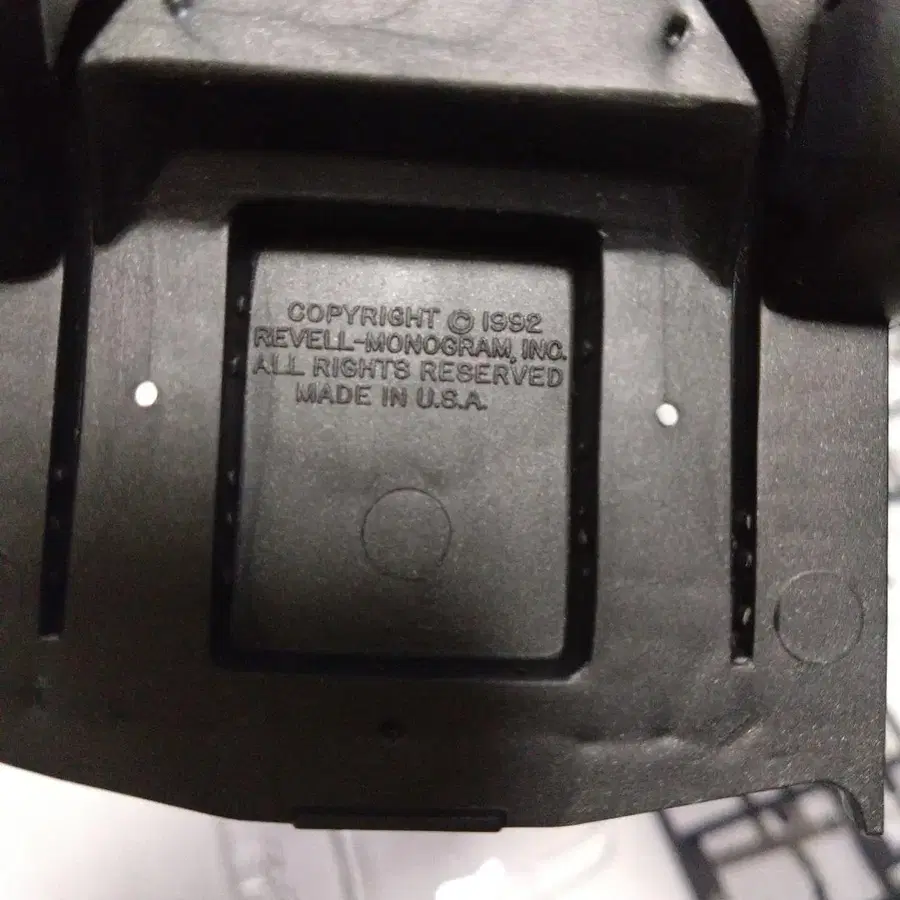 COPYRIGHT © 1992
REVELL-MONOGRAM, INC.
ALL RIGHTS RESERVED
MADE IN U.S.A.